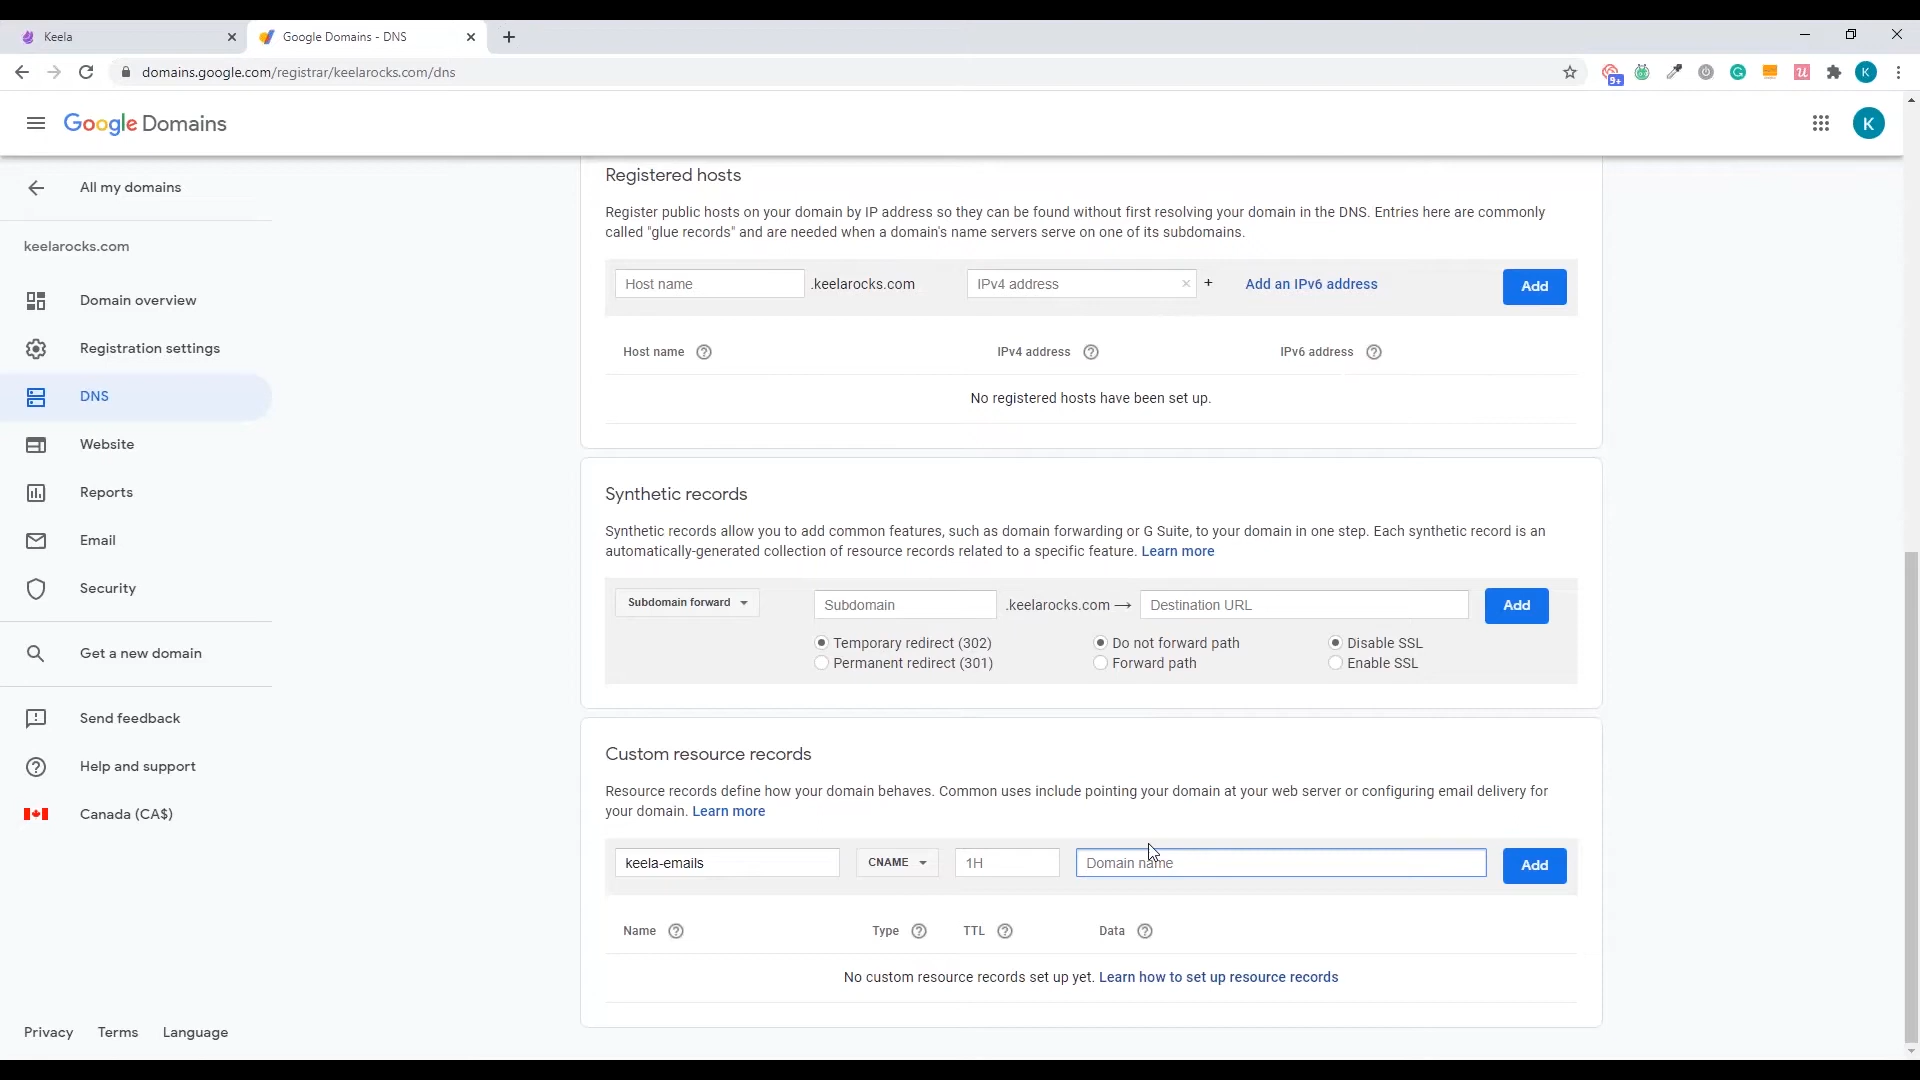 Keela
Google Domains - DNS
domains.google.com/registrar/keelarocks.com/dns
9+
K
Google Domains
K
All my domains
keelarocks.com
Domain overview
Registration settings
DNS
Website
Reports
Email
Security
Get a new domain
Send feedback
Help and support
Canada (CA$)
Privacy Terms Language
Registered hosts
Register public hosts on your domain by IP address so they can be found without first resolving your domain in the DNS. Entries here are commonly
called "glue records" and are needed when a domain's name servers serve on one of its subdomains.
Host name .keelarocks.com IPv4 address + Add an IPv6 address Add
Host name IPv4 address IPv6 address
No registered hosts have been set up.
Synthetic records
Synthetic records allow you to add common features, such as domain forwarding or G Suite, to your domain in one step. Each synthetic record is an
automatically-generated collection of resource records related to a specific feature. Learn more
Subdomain forward Subdomain .keelarocks.com → Destination URL Add
Temporary redirect (302) Do not forward path Disable SSL
Permanent redirect (301) Forward path Enable SSL
Custom resource records
Resource records define how your domain behaves. Common uses include pointing your domain at your web server or configuring email delivery for
your domain. Learn more
keela-emails CNAME 1H Domain name Add
Name Type TTL Data
No custom resource records set up yet. Learn how to set up resource records